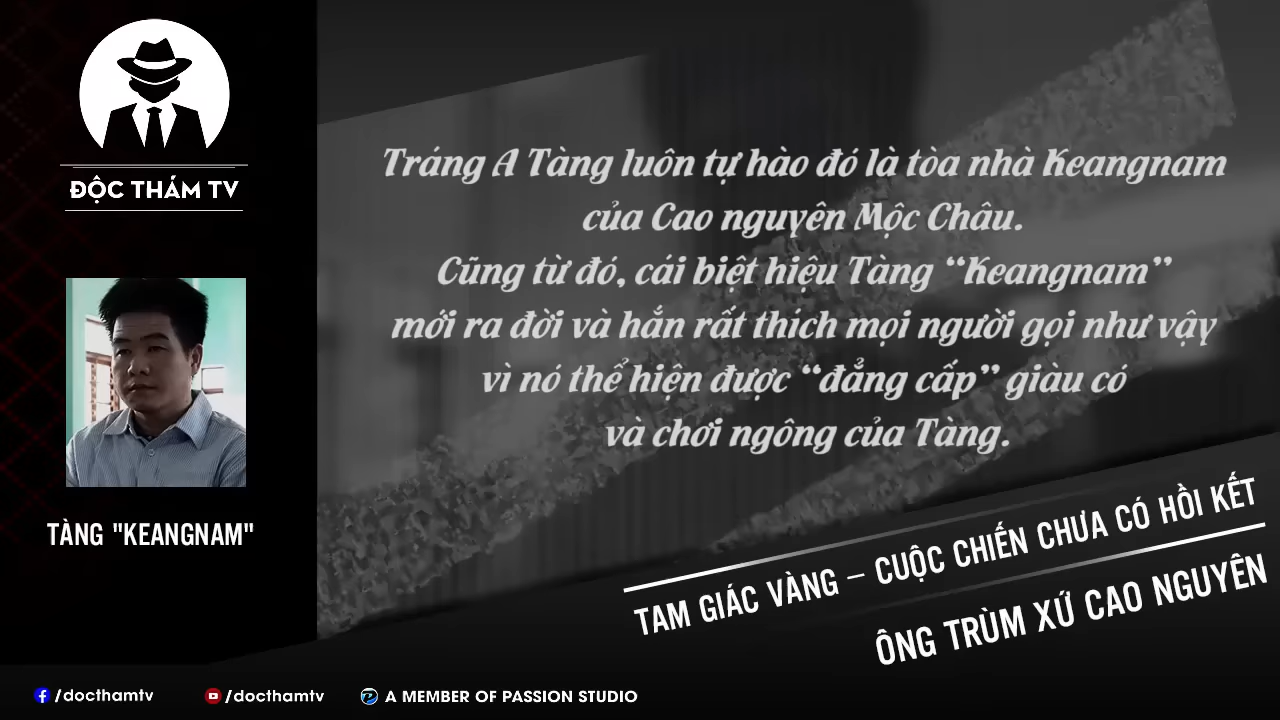 ĐỘC THÁM TV
TÀNG "KEANGNAM"
Tráng A Tàng luôn tự hào đó là tòa nhà Keangnam
của Cao nguyên Mộc Châu.
Cũng từ đó, cái biệt hiệu Tàng “Keangnam”
mới ra đời và hắn rất thích mọi người gọi như vậy
vì nó thể hiện được “đẳng cấp” giàu có
và chơi ngông của Tàng.
TAM GIÁC VÀNG – CUỘC CHIẾN CHƯA CÓ HỒI KẾT
ÔNG TRÙM XỨ CAO NGUYÊN
/docthamtv
/docthamtv
A MEMBER OF PASSION STUDIO